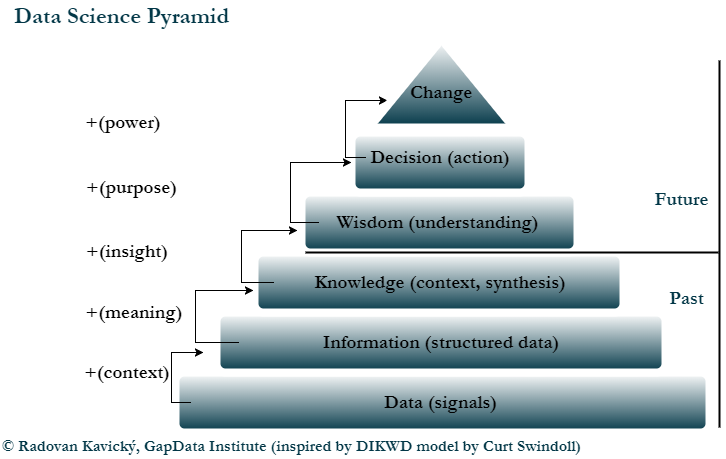 Data Science Pyramid
Change
+(power)
Decision (action)
+(purpose)
Future
Wisdom (understanding)
+(insight)
Knowledge (context, synthesis)
Past
+(meaning)
Information (structured data)
+(context)
Data (signals)
© Radovan Kavický, GapData Institute (inspired by DIKWD model by Curt Swindoll)